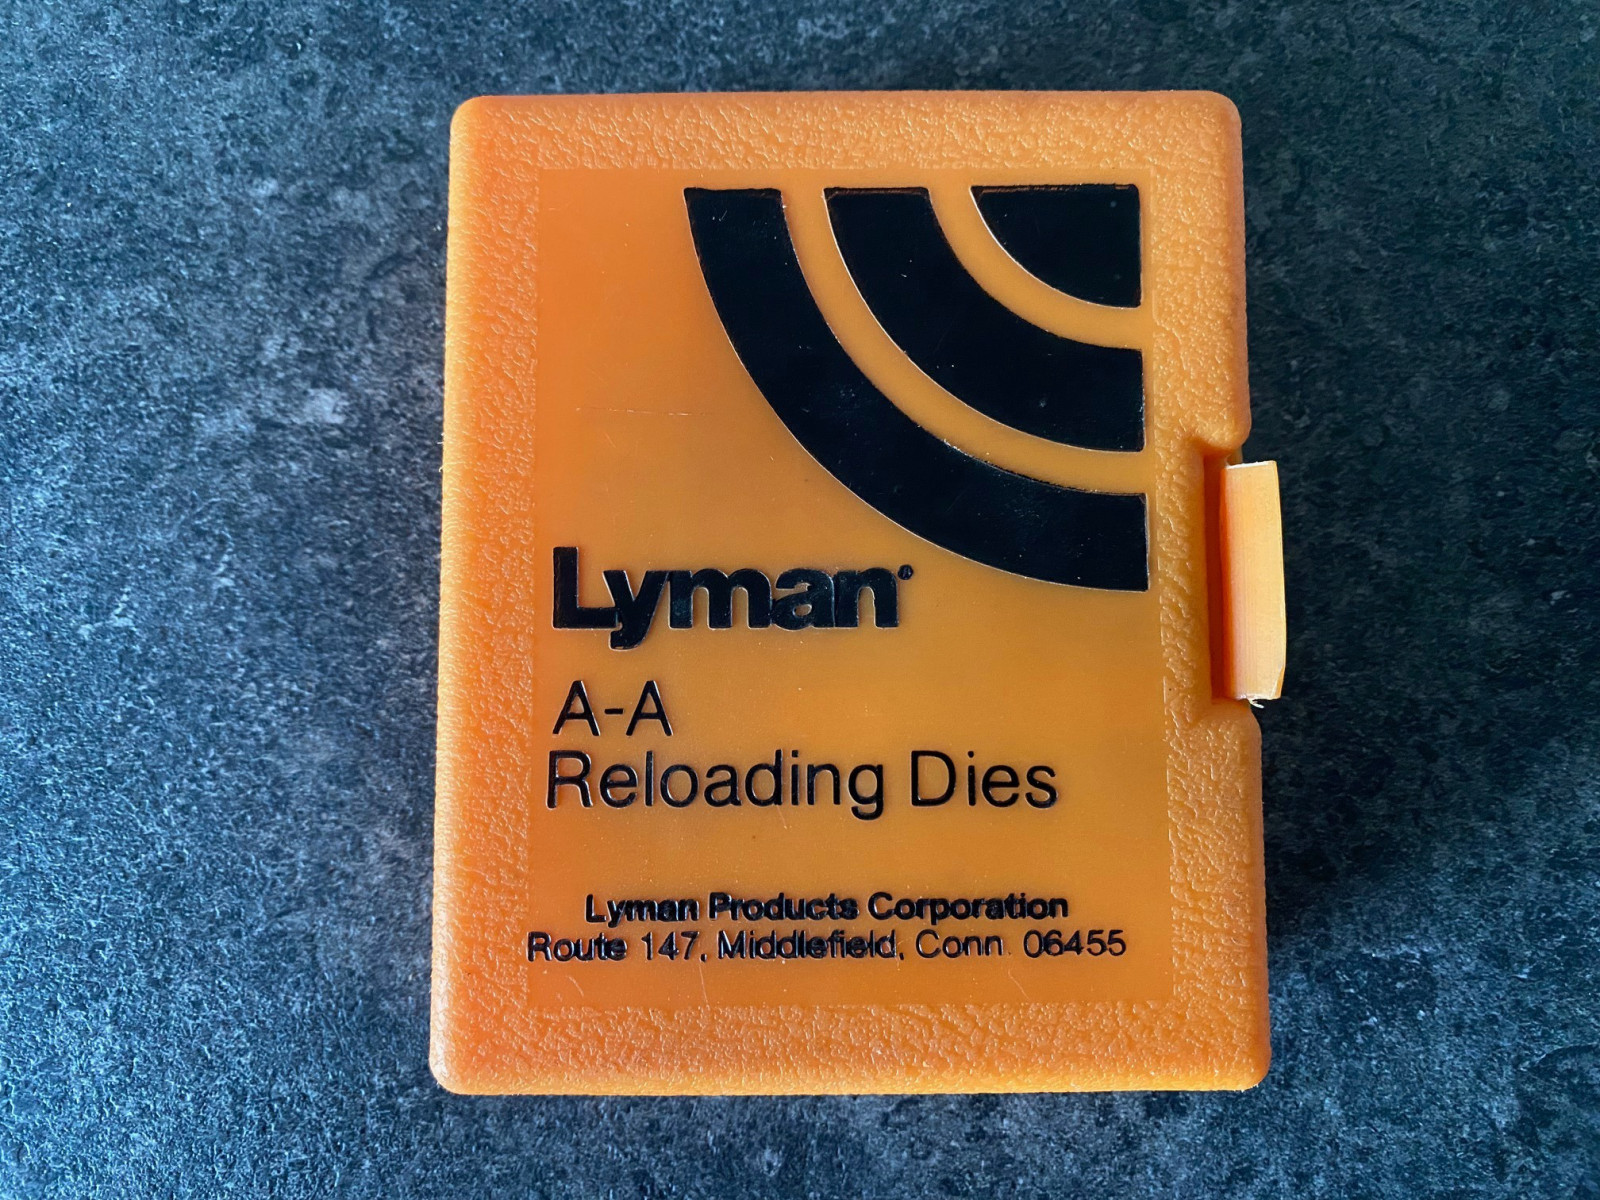 Lyman®
A-A
Reloading Dies
Lyman Products Corporation
Route 147, Middlefield, Conn. 06455